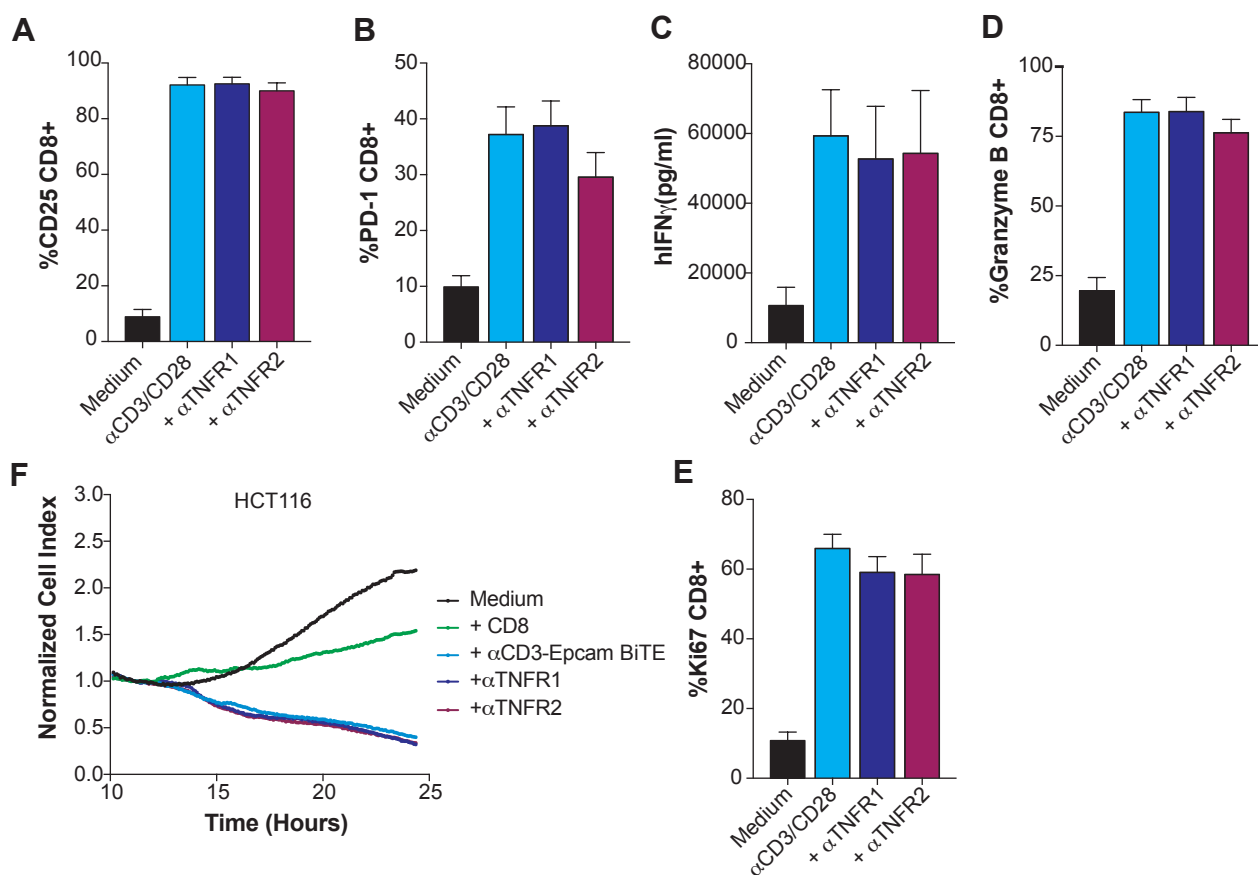 A
%CD25 CD8+
100
80
60
40
20
0
Medium
αCD3/CD28
+ αTNFR1
+ αTNFR2
B
%PD-1 CD8+
50
40
30
20
10
0
Medium
αCD3/CD28
+ αTNFR1
+ αTNFR2
C
hIFNγ(pg/ml)
80000
60000
40000
20000
0
Medium
αCD3/CD28
+ αTNFR1
+ αTNFR2
D
%Granzyme B CD8+
100
75
50
25
0
Medium
αCD3/CD28
+ αTNFR1
+ αTNFR2
F
HCT116
Normalized Cell Index
3.0
2.5
2.0
1.5
1.0
0.5
0.0
10
15
20
25
Time (Hours)
Medium
+ CD8
+ αCD3-Epcam BiTE
+αTNFR1
+αTNFR2
E
%Ki67 CD8+
80
60
40
20
0
Medium
αCD3/CD28
+ αTNFR1
+ αTNFR2